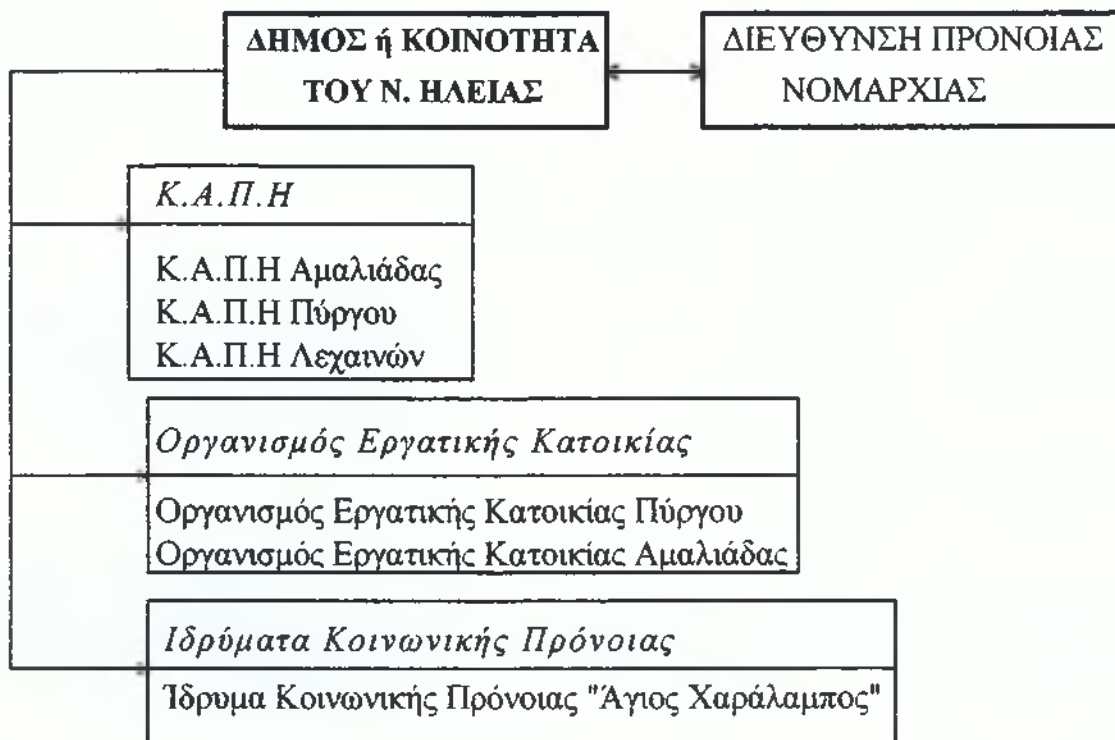 ΔΗΜΟΣ ή ΚΟΙΝΟΤΗΤΑ
ΤΟΥ Ν. ΗΛΕΙΑΣ
ΔΙΕΥΘΥΝΣΗ ΠΡΟΝΟΙΑΣ
ΝΟΜΑΡΧΙΑΣ
Κ.Α.Π.Η
Κ.Α.Π.Η Αμαλιάδας
Κ.Α.Π.Η Πύργου
Κ.Α.Π.Η Λεχαινών
Οργανισμός Εργατικής Κατοικίας
Οργανισμός Εργατικής Κατοικίας Πύργου
Οργανισμός Εργατικής Κατοικίας Αμαλιάδας
Ιδρύματα Κοινωνικής Πρόνοιας
Ίδρυμα Κοινωνικής Πρόνοιας "Άγιος Χαράλαμπος"